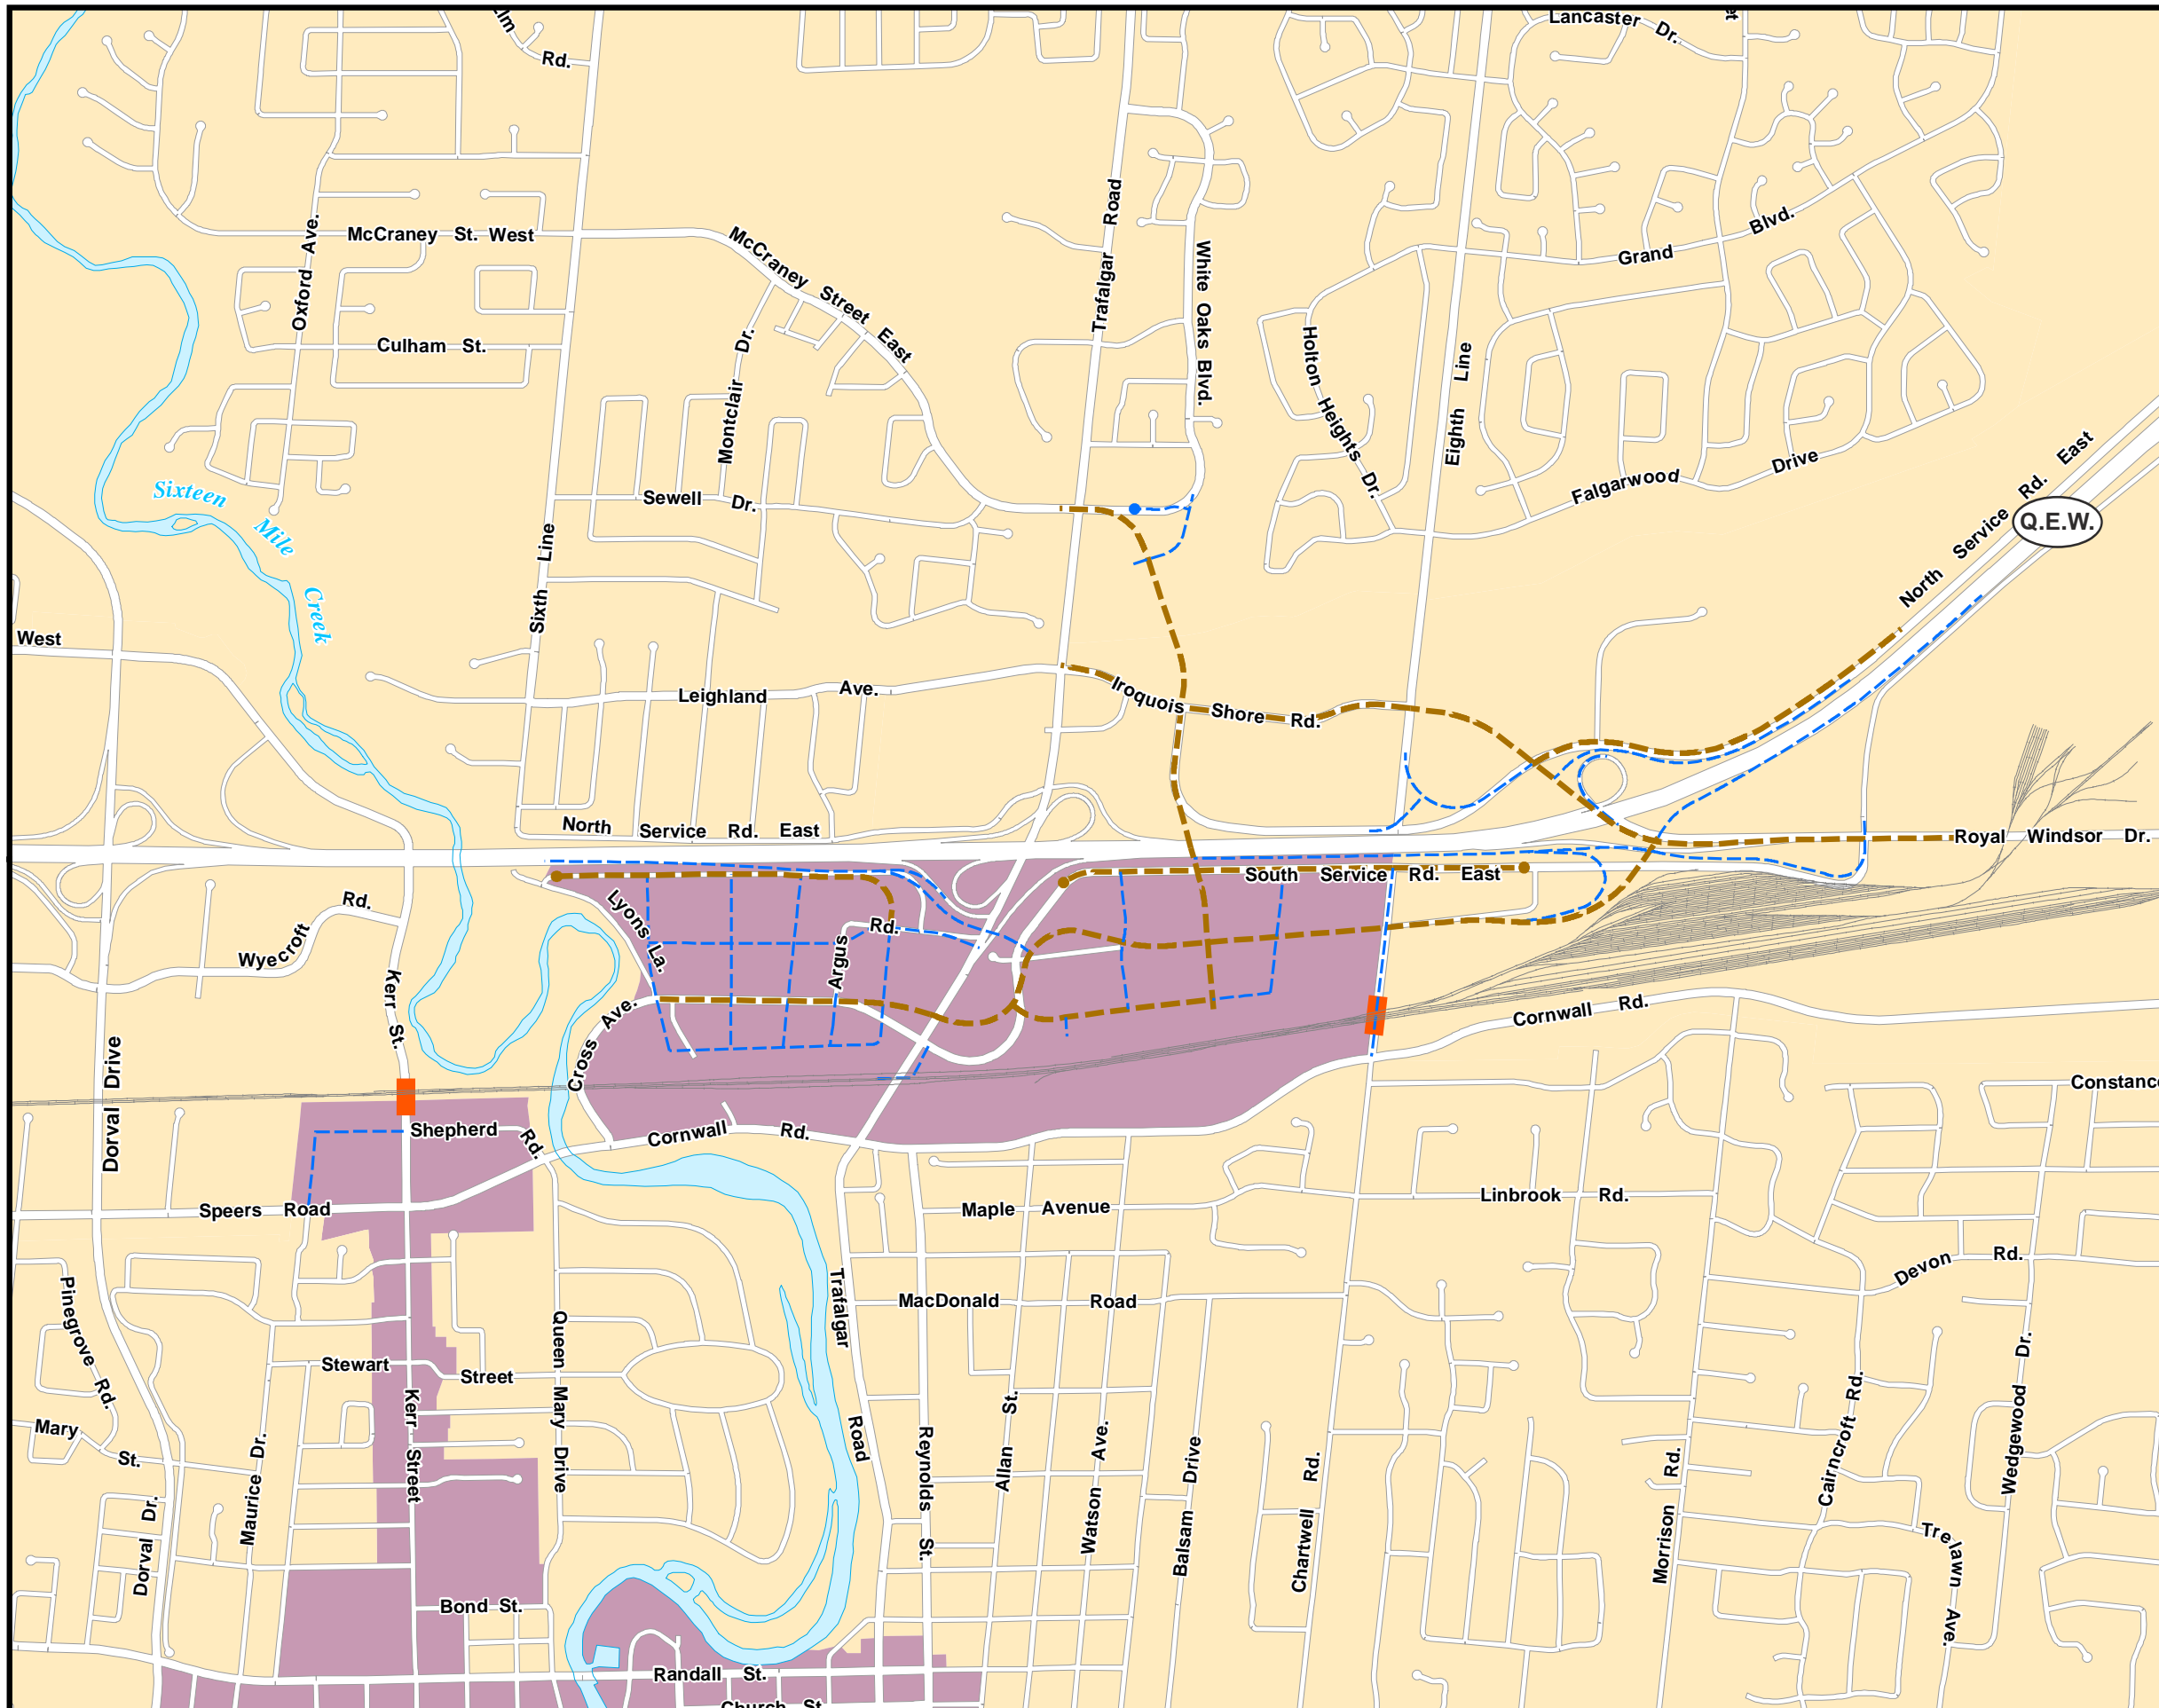 Elm
Rd.
Lancaster Dr.
McCraney St. West
Oxford Ave.
McCraney Street East
Trafalgar Road
White Oaks Blvd.
Grand Blvd.
Culham St.
Montclair Dr.
Holton Heights Dr.
Eighth Line
Sewell Dr.
Falgarwood Drive
North Service Rd. East
Q.E.W.
Sixteen Mile Creek
Sixth Line
West
Leighland Ave.
Iroquois Shore Rd.
North Service Rd. East
Royal Windsor Dr.
South Service Rd. East
Lyons La.
Argus Rd.
Wyecroft Rd.
Kerr St.
Cross Ave.
Cornwall Rd.
Dorval Drive
Shepherd Rd.
Cornwall Rd.
Constance
Speers Road
Maple Avenue
Linbrook Rd.
Devon Rd.
Pinegrove Rd.
MacDonald Road
Trafalgar Road
Queen Mary Drive
Stewart Street
Kerr Street
Mary St.
Maurice Dr.
Dorval Dr.
Reynolds St.
Allan St.
Watson Ave.
Balsam Drive
Chartwell Rd.
Morrison Rd.
Cairncroft Rd.
Wedgewood Dr.
Trelawn Ave.
Bond St.
Randall St.
Church St